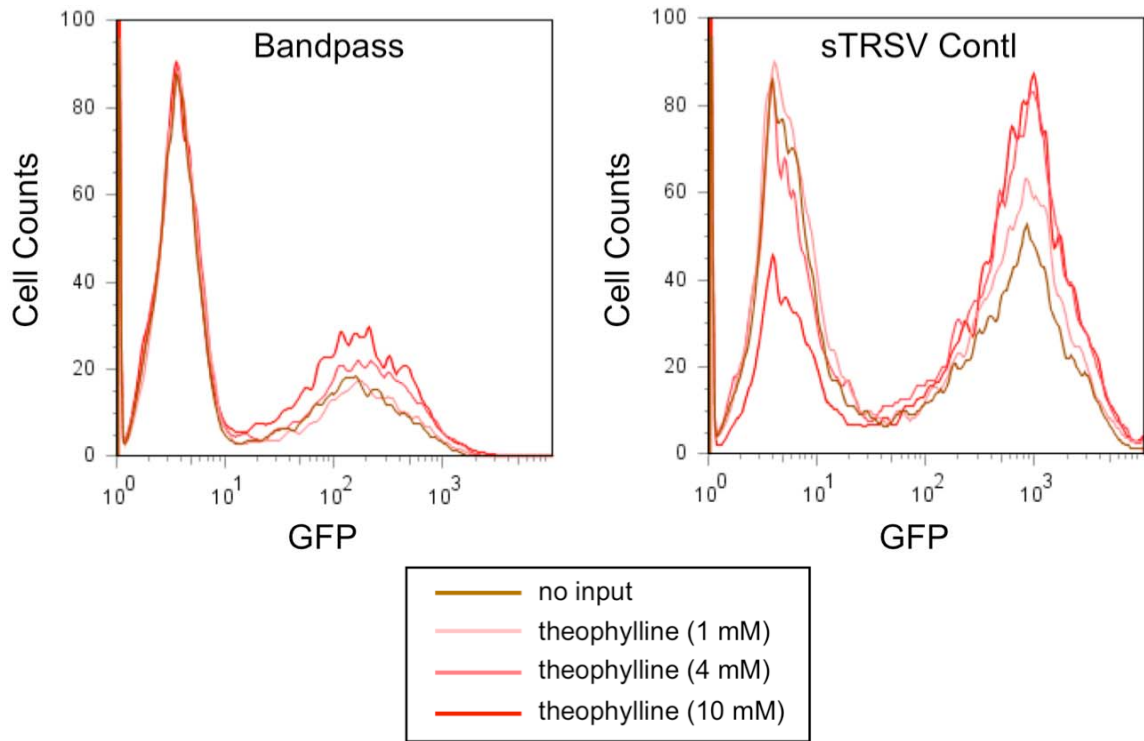 Bandpass
100
80
60
40
20
0
Cell Counts
10^0 10^1 10^2 10^3
GFP
sTRSV Contl
100
80
60
40
20
0
Cell Counts
10^0 10^1 10^2 10^3
GFP
no input
theophylline (1 mM)
theophylline (4 mM)
theophylline (10 mM)